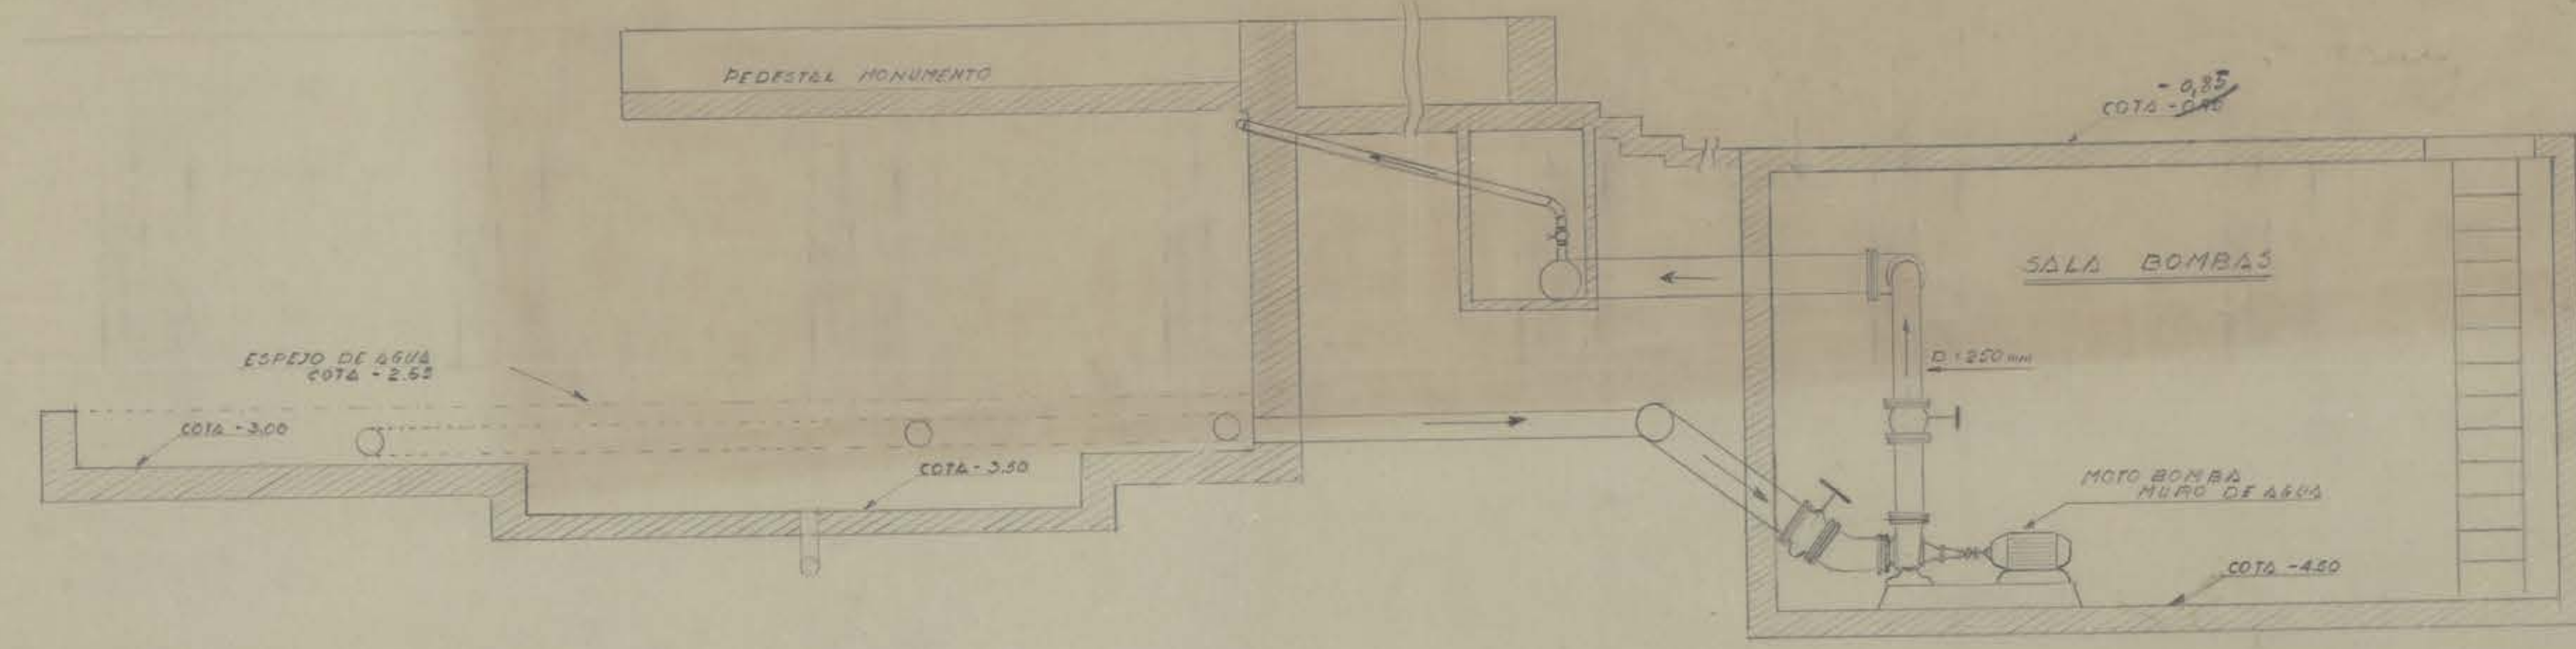 PEDESTAL MONUMENTO
- 0,85
COTA -
SALA BOMBAS
ESPEJO DE AGUA
COTA - 2.65
D=250 mm
COTA -3.00
COTA - 3.50
MOTO BOMBA
MURO DE AGUA
COTA -4.60